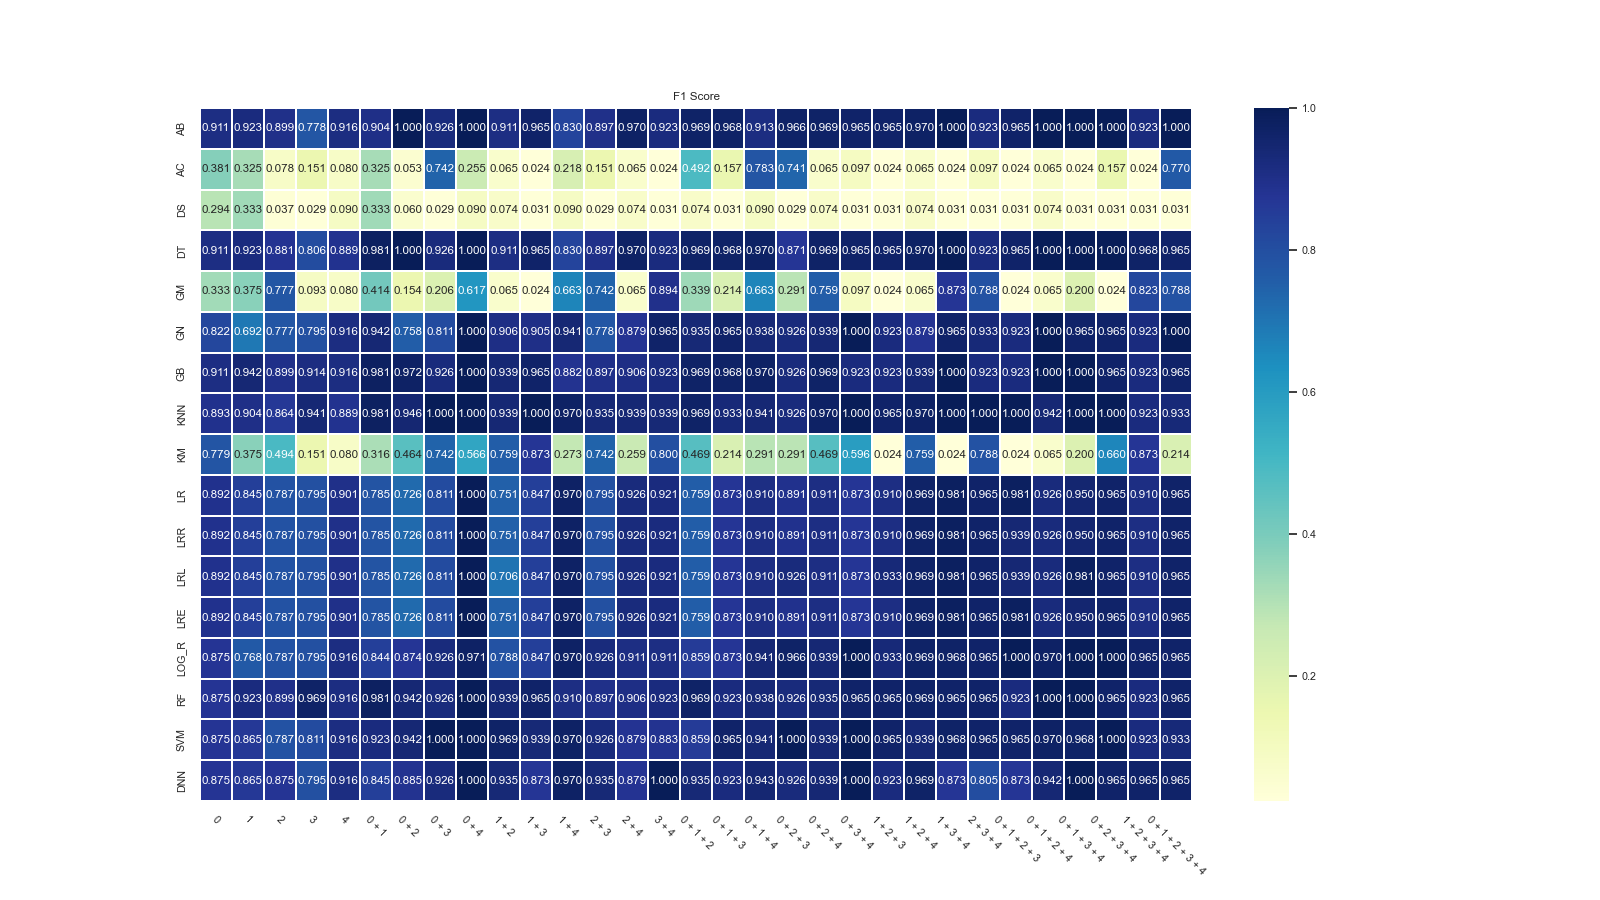 F1 Score
AB 0.911 0.923 0.899 0.778 0.916 0.904 1.000 0.926 1.000 0.911 0.965 0.830 0.897 0.970 0.923 0.969 0.968 0.913 0.966 0.969 0.965 0.965 0.970 1.000 0.923 0.965 1.000 1.000 1.000 0.923 1.000
AC 0.381 0.325 0.078 0.151 0.080 0.325 0.053 0.742 0.255 0.065 0.024 0.218 0.151 0.065 0.024 0.492 0.157 0.783 0.741 0.065 0.097 0.024 0.065 0.024 0.097 0.024 0.065 0.024 0.157 0.024 0.770
DS 0.294 0.333 0.037 0.029 0.090 0.333 0.060 0.029 0.090 0.074 0.031 0.090 0.029 0.074 0.031 0.074 0.031 0.090 0.029 0.074 0.031 0.031 0.074 0.031 0.031 0.031 0.074 0.031 0.031 0.031 0.031
DT 0.911 0.923 0.881 0.806 0.889 0.981 1.000 0.926 1.000 0.911 0.965 0.830 0.897 0.970 0.923 0.969 0.968 0.970 0.871 0.969 0.965 0.965 0.970 1.000 0.923 0.965 1.000 1.000 1.000 0.968 0.965
GM 0.333 0.375 0.777 0.093 0.080 0.414 0.154 0.206 0.617 0.065 0.024 0.663 0.742 0.065 0.894 0.339 0.214 0.663 0.291 0.759 0.097 0.024 0.065 0.873 0.788 0.024 0.065 0.200 0.024 0.823 0.788
GN 0.822 0.692 0.777 0.795 0.916 0.942 0.758 0.811 1.000 0.906 0.905 0.941 0.778 0.879 0.965 0.935 0.965 0.938 0.926 0.939 1.000 0.923 0.879 0.965 0.933 0.923 1.000 0.965 0.965 0.923 1.000
GB 0.911 0.942 0.899 0.914 0.916 0.981 0.972 0.926 1.000 0.939 0.965 0.882 0.897 0.906 0.923 0.969 0.968 0.970 0.926 0.969 0.923 0.923 0.939 1.000 0.923 0.923 1.000 1.000 0.965 0.923 0.965
KNN 0.893 0.904 0.864 0.941 0.889 0.981 0.946 1.000 1.000 0.939 1.000 0.970 0.935 0.939 0.939 0.969 0.933 0.941 0.926 0.970 1.000 0.965 0.970 1.000 1.000 1.000 0.942 1.000 1.000 0.923 0.933
KM 0.779 0.375 0.494 0.151 0.080 0.316 0.464 0.742 0.566 0.759 0.873 0.273 0.742 0.259 0.800 0.469 0.214 0.291 0.291 0.469 0.596 0.024 0.759 0.024 0.788 0.024 0.065 0.200 0.660 0.873 0.214
LR 0.892 0.845 0.787 0.795 0.901 0.785 0.726 0.811 1.000 0.751 0.847 0.970 0.795 0.926 0.921 0.759 0.873 0.910 0.891 0.911 0.873 0.910 0.969 0.981 0.965 0.981 0.926 0.950 0.965 0.910 0.965
LRR 0.892 0.845 0.787 0.795 0.901 0.785 0.726 0.811 1.000 0.751 0.847 0.970 0.795 0.926 0.921 0.759 0.873 0.910 0.891 0.911 0.873 0.910 0.969 0.981 0.965 0.939 0.926 0.950 0.965 0.910 0.965
LRL 0.892 0.845 0.787 0.795 0.901 0.785 0.726 0.811 1.000 0.706 0.847 0.970 0.795 0.926 0.921 0.759 0.873 0.910 0.926 0.911 0.873 0.933 0.969 0.981 0.965 0.939 0.926 0.981 0.965 0.910 0.965
LRE 0.892 0.845 0.787 0.795 0.901 0.785 0.726 0.811 1.000 0.751 0.847 0.970 0.795 0.926 0.921 0.759 0.873 0.910 0.891 0.911 0.873 0.910 0.969 0.981 0.965 0.981 0.926 0.950 0.965 0.910 0.965
LOG_R 0.875 0.768 0.787 0.795 0.916 0.844 0.874 0.926 0.971 0.788 0.847 0.970 0.926 0.911 0.911 0.859 0.873 0.941 0.966 0.939 1.000 0.933 0.969 0.968 0.965 1.000 0.970 1.000 1.000 0.965 0.965
RF 0.875 0.923 0.899 0.969 0.916 0.981 0.942 0.926 1.000 0.939 0.965 0.910 0.897 0.906 0.923 0.969 0.923 0.938 0.926 0.935 0.965 0.965 0.969 0.965 0.965 0.923 1.000 1.000 0.965 0.923 0.965
SVM 0.875 0.865 0.787 0.811 0.916 0.923 0.942 1.000 1.000 0.969 0.939 0.970 0.926 0.879 0.883 0.859 0.965 0.941 1.000 0.939 1.000 0.965 0.939 0.968 0.965 0.965 0.970 0.968 1.000 0.923 0.933
DNN 0.875 0.865 0.875 0.795 0.916 0.845 0.885 0.926 1.000 0.935 0.873 0.970 0.935 0.879 1.000 0.935 0.923 0.943 0.926 0.939 1.000 0.923 0.969 0.873 0.805 0.873 0.942 1.000 0.965 0.965 0.965
0 1 2 3 4 0 + 1 0 + 2 0 + 3 0 + 4 1 + 2 1 + 3 1 + 4 2 + 3 2 + 4 3 + 4 0 + 1 + 2 0 + 1 + 3 0 + 1 + 4 0 + 2 + 3 0 + 2 + 4 0 + 3 + 4 1 + 2 + 3 1 + 2 + 4 1 + 3 + 4 2 + 3 + 4 0 + 1 + 2 + 3 0 + 1 + 2 + 4 0 + 1 + 3 + 4 0 + 2 + 3 + 4 1 + 2 + 3 + 4 0 + 1 + 2 + 3 + 4
1.0
0.8
0.6
0.4
0.2